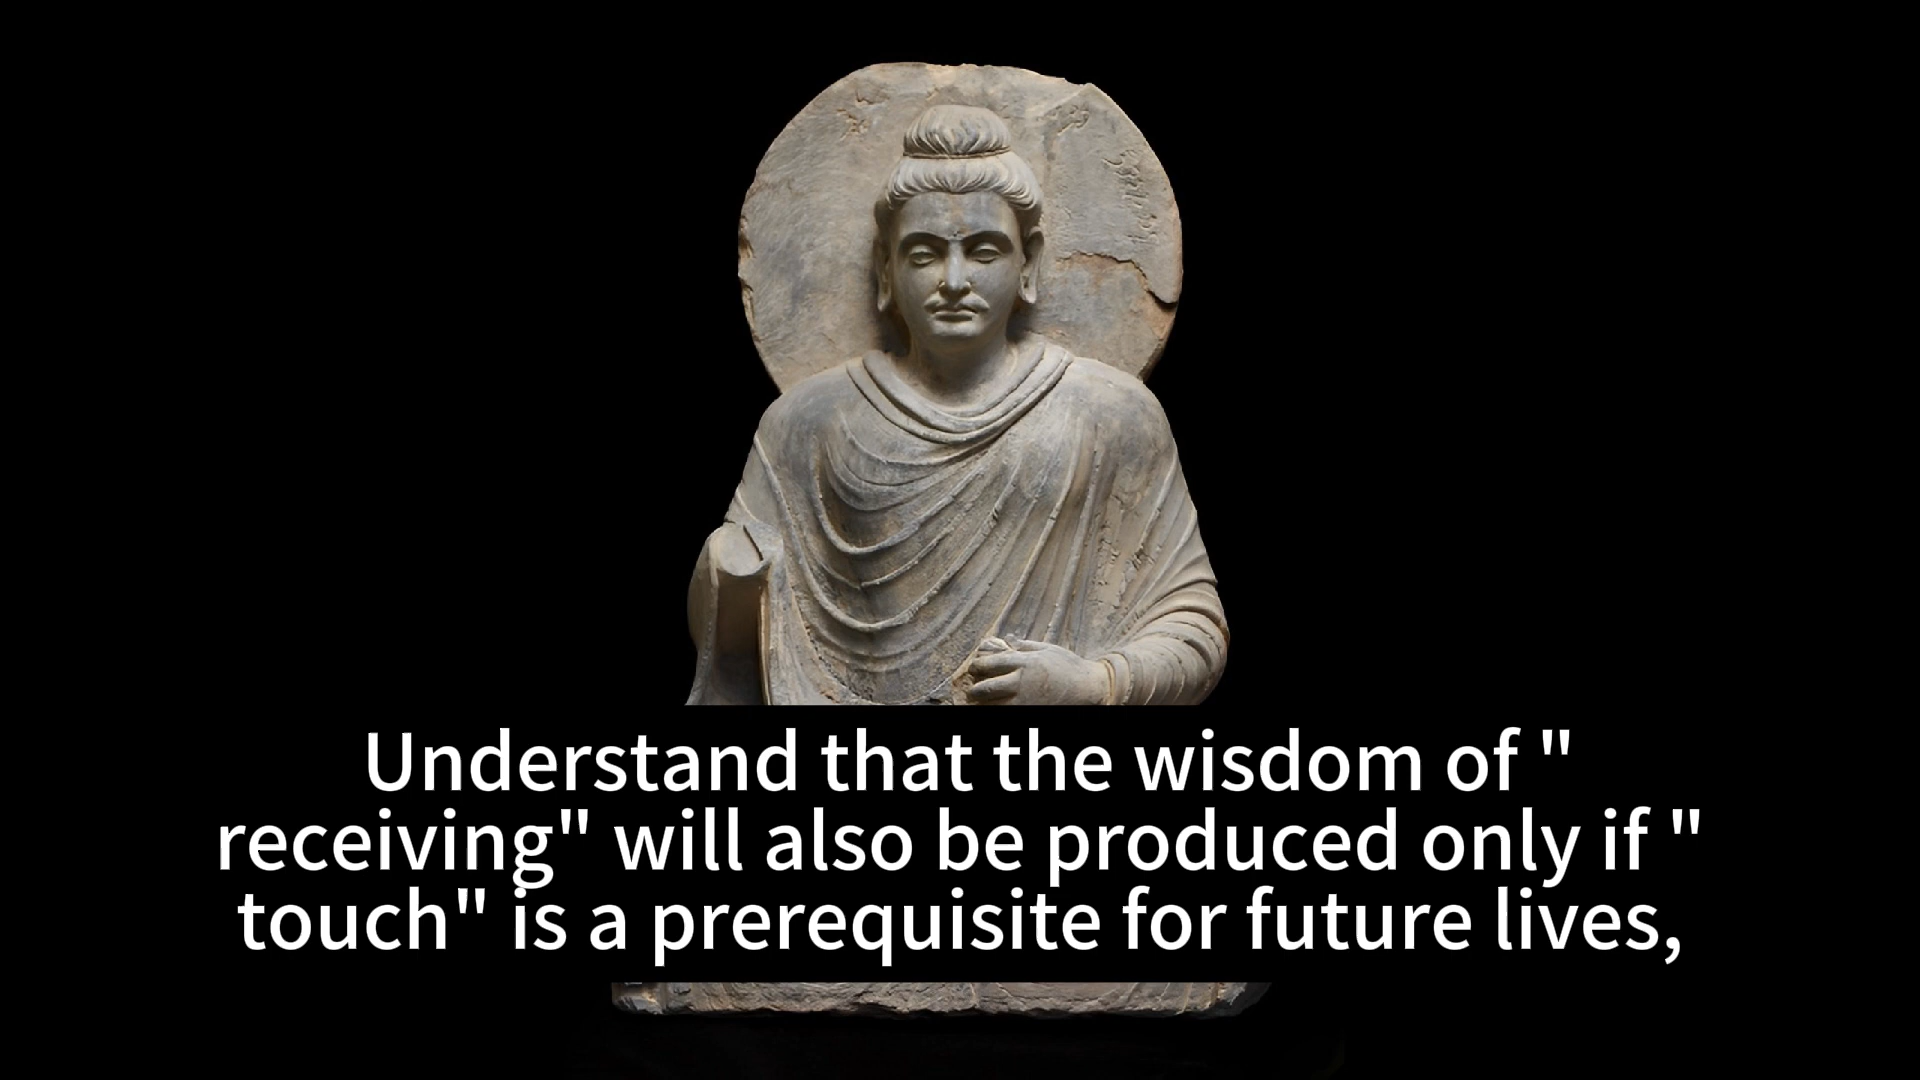 Understand that the wisdom of "
receiving" will also be produced only if "
touch" is a prerequisite for future lives,